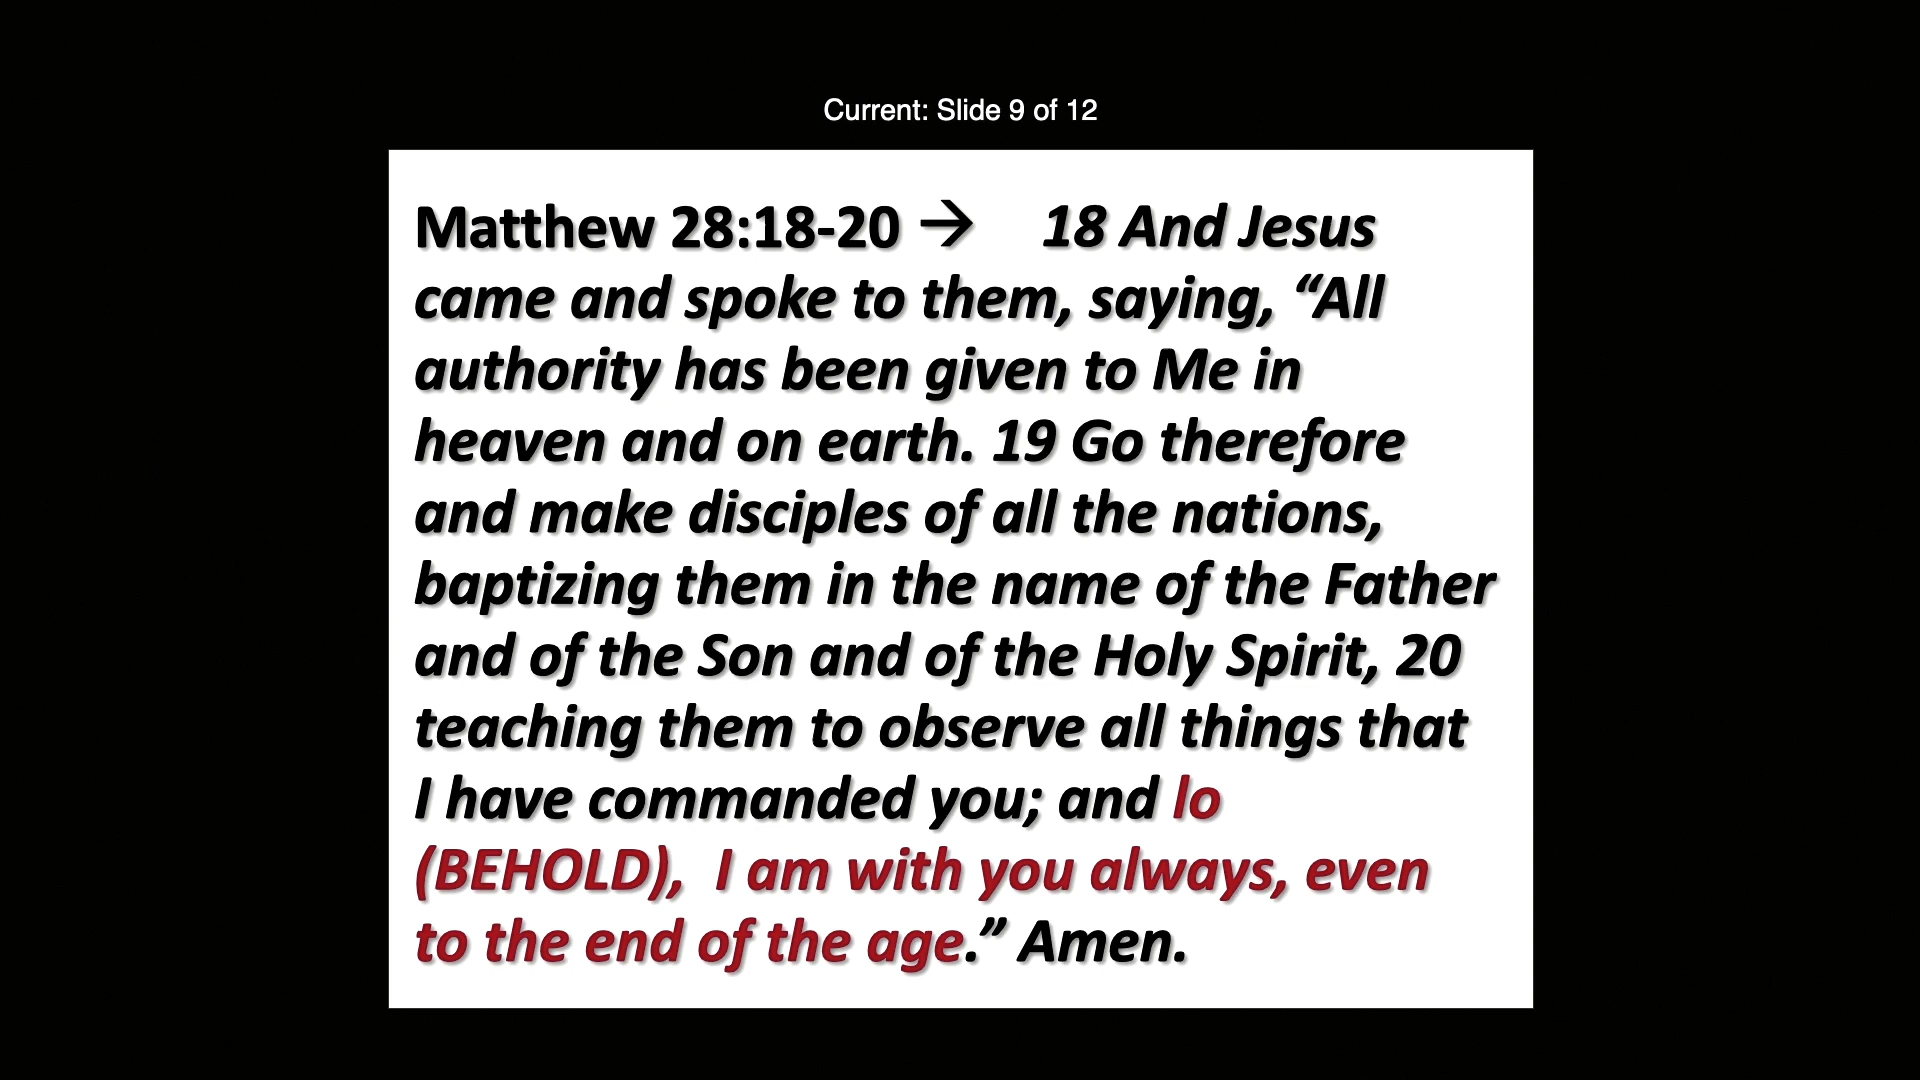 Current: Slide 9 of 12
Matthew 28:18-20 → 18 And Jesus
came and spoke to them, saying, “All
authority has been given to Me in
heaven and on earth. 19 Go therefore
and make disciples of all the nations,
baptizing them in the name of the Father
and of the Son and of the Holy Spirit, 20
teaching them to observe all things that
I have commanded you; and lo
(BEHOLD), I am with you always, even
to the end of the age.” Amen.